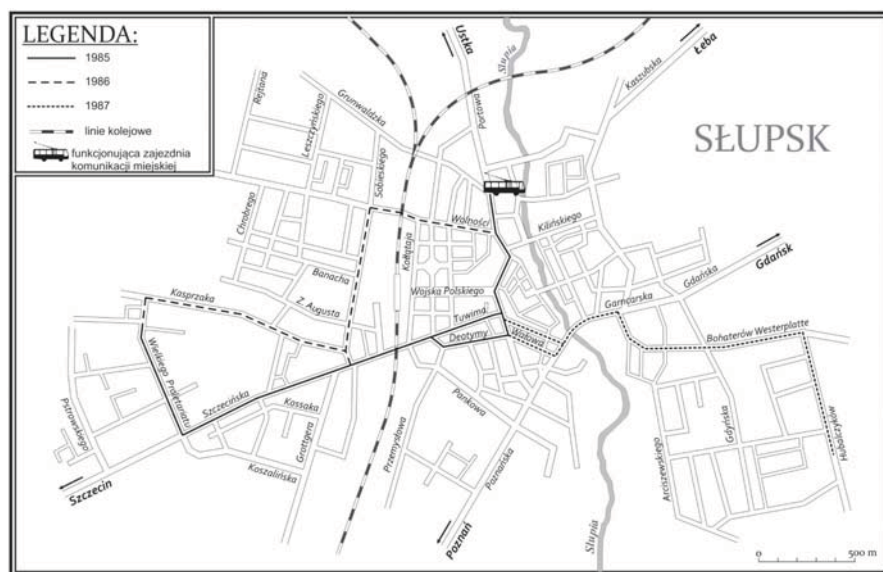 LEGENDA:
1985
1986
1987
linie kolejowe
funkcjonująca zajezdnia
komunikacji miejskiej
SŁUPSK
Ustka
Słupia
Portowa
Kaszubska
Łeba
Rejtana
Leszczyńskiego
Grunwaldzka
Sobieskiego
Chrobrego
Kołłątaja
Wolności
Kilińskiego
Banacha
Wojska Polskiego
Gdańska
Gdańsk
Kasprzaka
Z. Augusta
Tuwima
Garncarska
Deotymy
Wałowa
Bohaterów Westerplatte
Wielkiego Proletariatu
Szczecińska
Kossaka
Pankowa
Pstrowskiego
Grottgera
Przemysłowa
Poznańska
Arciszewskiego
Gdyńska
Hubalczyków
Koszalińska
Szczecin
Poznań
Słupia
0 500 m